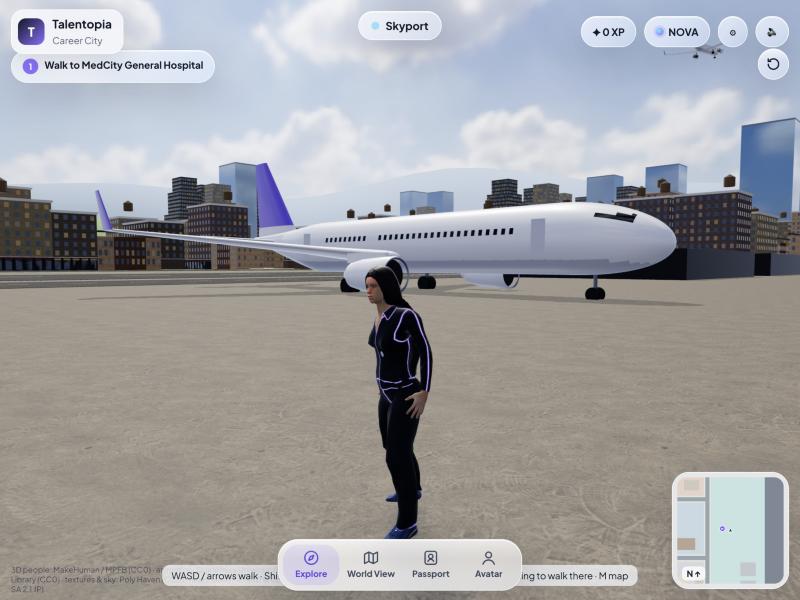 Talentopia
Career City
1 Walk to MedCity General Hospital
Skyport
0 XP
NOVA
3D people: MakeHuman / MPFB (CC0) · a
Library (CC0) · textures & sky: Poly Haven
SA 2.1 JP)
WASD / arrows walk · Shi
ing to walk there · M map
Explore
World View
Passport
Avatar
N